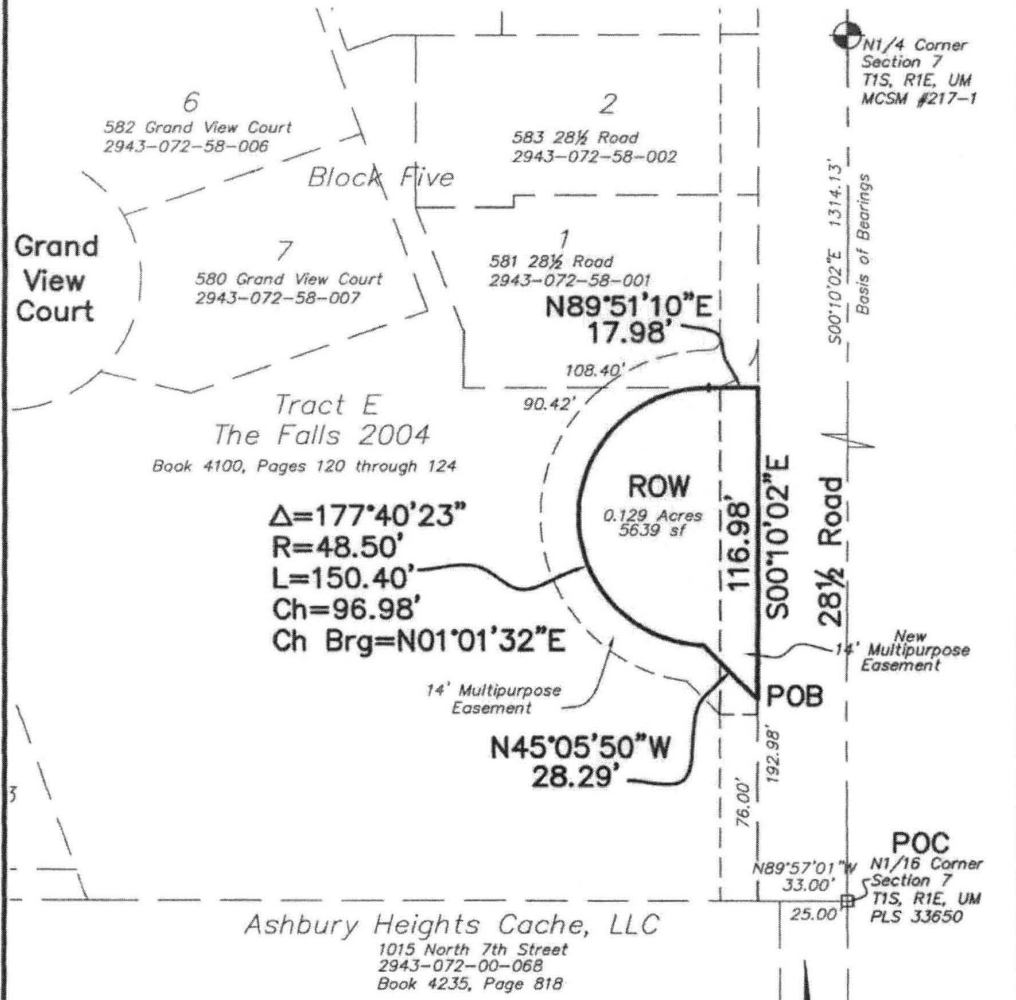 N1/4 Corner
Section 7
T1S, R1E, UM
MCSM #217-1
6
582 Grand View Court
2943-072-58-006
2
583 28½ Road
2943-072-58-002
Block Five
S00°10'02"E 1314.13'
Basis of Bearings
Grand
View
Court
7
580 Grand View Court
2943-072-58-007
1
581 28½ Road
2943-072-58-001
N89°51'10"E
17.98'
108.40'
90.42'
Tract E
The Falls 2004
Book 4100, Pages 120 through 124
ROW
0.129 Acres
5639 sf
116.98'
S00°10'02"E
28½ Road
Δ=177°40'23"
R=48.50'
L=150.40'
Ch=96.98'
Ch Brg=N01°01'32"E
New
14' Multipurpose
Easement
14' Multipurpose
Easement
POB
N45°05'50"W
28.29'
192.98'
76.00'
3
POC
N1/16 Corner
Section 7
T1S, R1E, UM
PLS 33650
N89°57'01"W
33.00'
25.00'
Ashbury Heights Cache, LLC
1015 North 7th Street
2943-072-00-068
Book 4235, Page 818